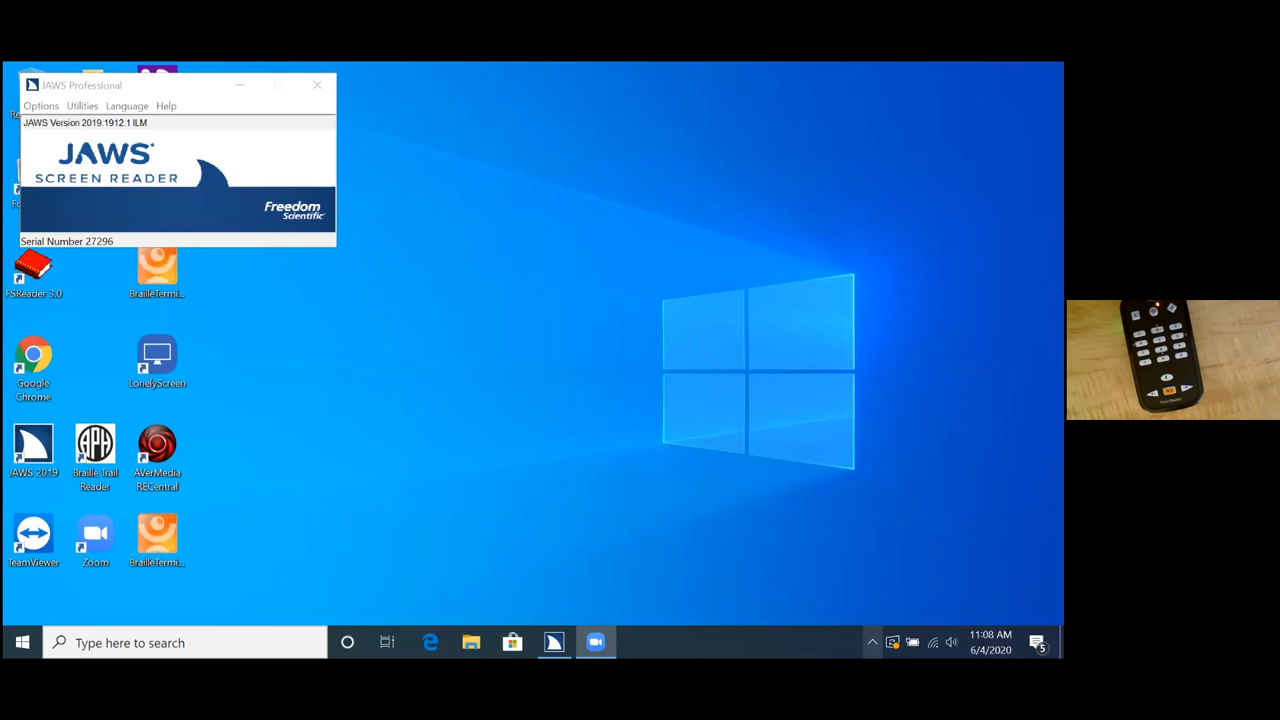 JAWS Professional
Options Utilities Language Help
JAWS Version 2019.1912.1 ILM
JAWS
SCREEN READER
Freedom
Scientific
Serial Number 27296
FSReader 3.0
BrailleTermi...
Google
Chrome
LonelyScreen
JAWS 2019
APH
Braille Trail
Reader
AVerMedia
RECentral
TeamViewer
Zoom
BrailleTermi...
Type here to search
11:08 AM
6/4/2020
5